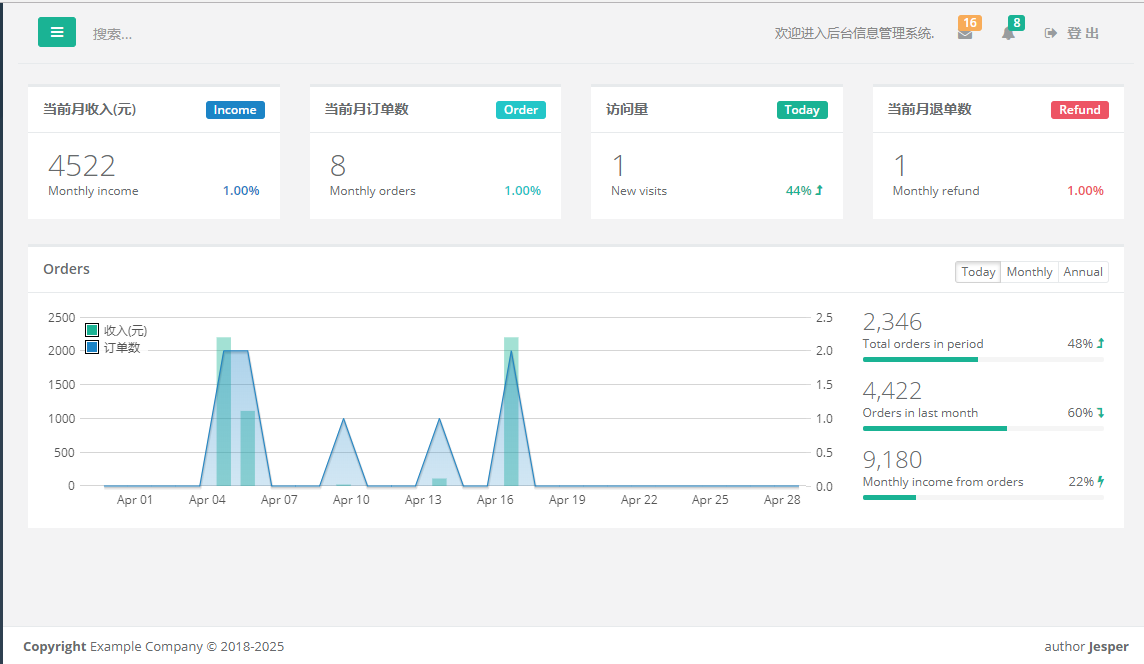 搜索...
欢迎进入后台信息管理系统.
16
8
登 出
当前月收入(元) Income
4522
Monthly income 1.00%
当前月订单数 Order
8
Monthly orders 1.00%
访问量 Today
1
New visits 44%
当前月退单数 Refund
1
Monthly refund 1.00%
Orders
Today Monthly Annual
收入(元)
订单数
2500
2000
1500
1000
500
0
2.5
2.0
1.5
1.0
0.5
0.0
Apr 01 Apr 04 Apr 07 Apr 10 Apr 13 Apr 16 Apr 19 Apr 22 Apr 25 Apr 28
2,346
Total orders in period 48%
4,422
Orders in last month 60%
9,180
Monthly income from orders 22%
Copyright Example Company © 2018-2025
author Jesper